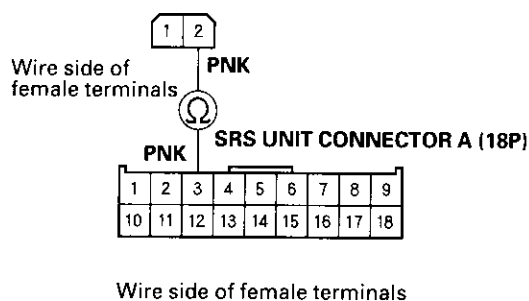 1 2
PNK
Wire side of
female terminals
Ω
SRS UNIT CONNECTOR A (18P)
PNK
1 2 3 4 5 6 7 8 9
10 11 12 13 14 15 16 17 18
Wire side of female terminals